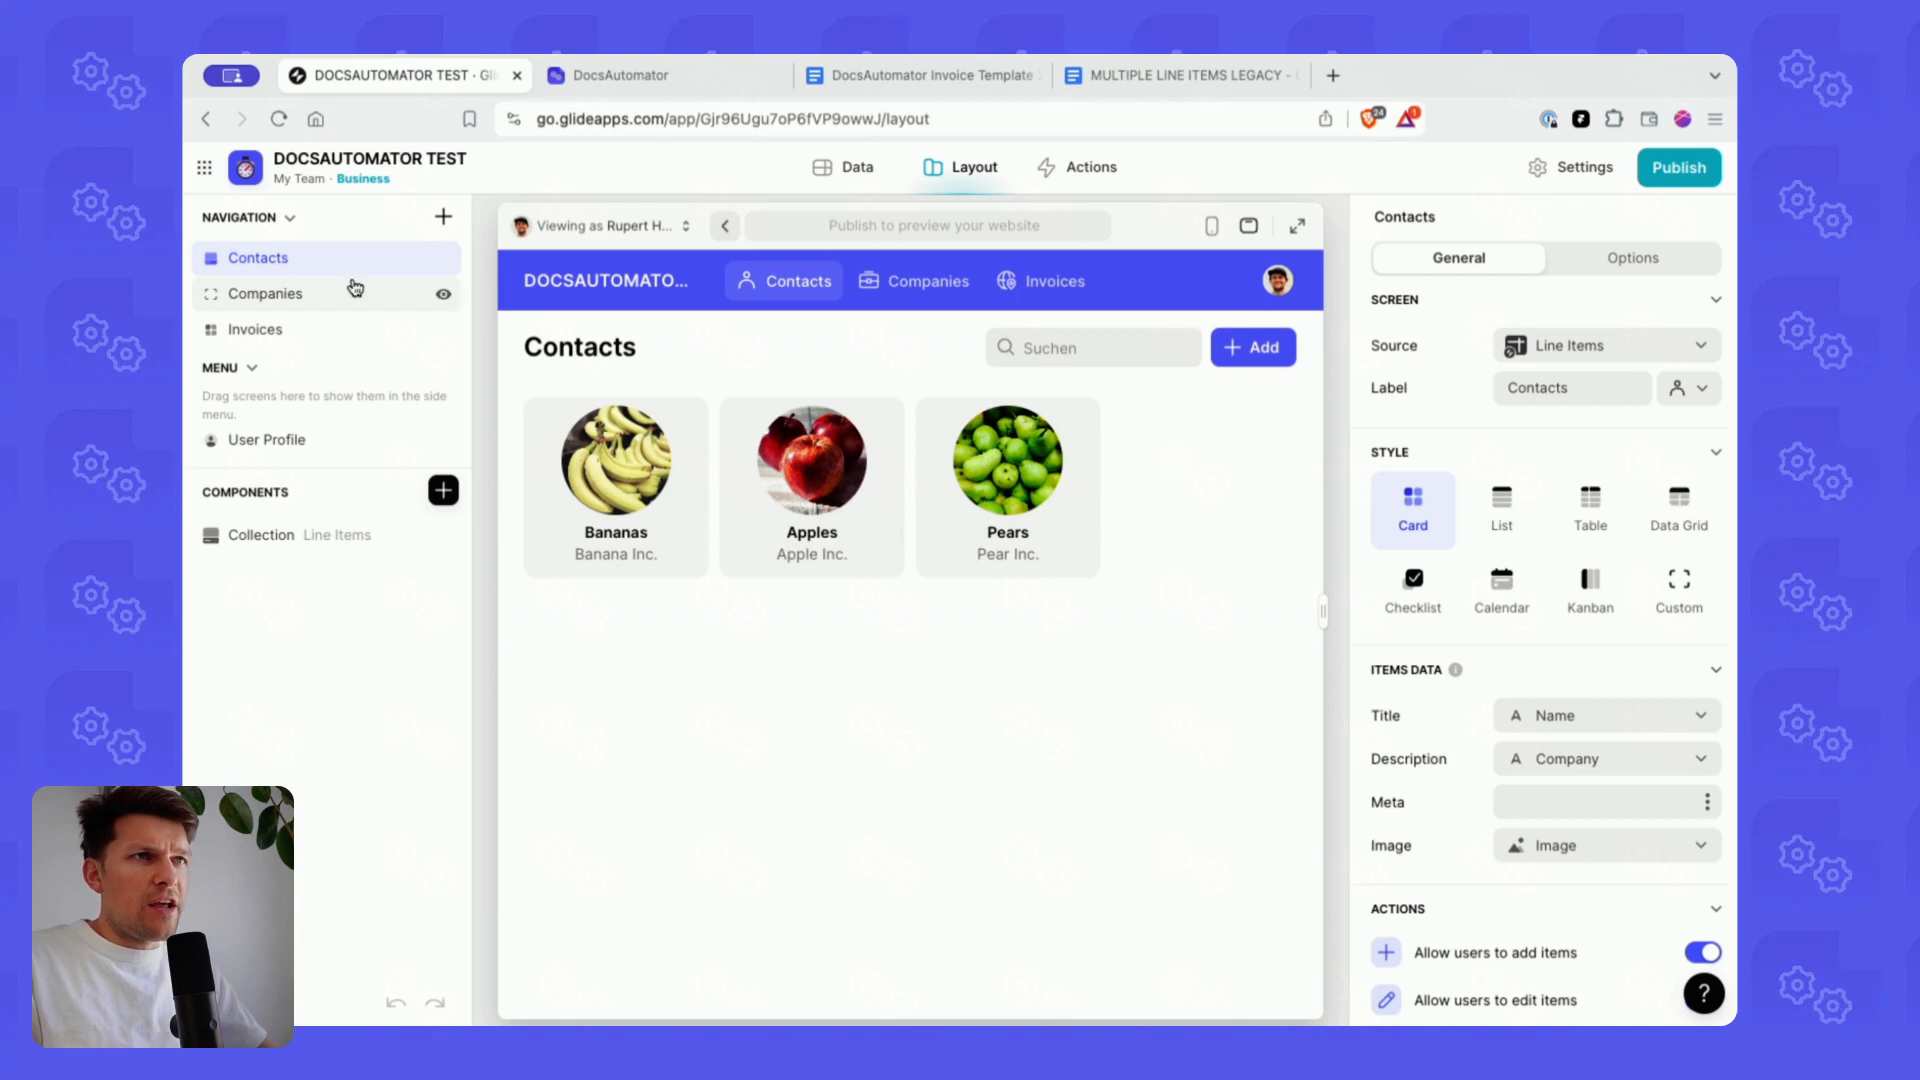 DOCSAUTOMATOR TEST · Gli
DocsAutomator
DocsAutomator Invoice Template
MULTIPLE LINE ITEMS LEGACY -
go.glideapps.com/app/Gjr96Ugu7oP6fVP9owwJ/layout
24
1
DOCSAUTOMATOR TEST
My Team · Business
Data
Layout
Actions
Settings
Publish
NAVIGATION
Contacts
Companies
Invoices
MENU
Drag screens here to show them in the side
menu.
User Profile
COMPONENTS
Collection Line Items
Viewing as Rupert H...
Publish to preview your website
DOCSAUTOMATO...
Contacts
Companies
Invoices
Contacts
Suchen
Add
Bananas
Banana Inc.
Apples
Apple Inc.
Pears
Pear Inc.
Contacts
General
Options
SCREEN
Source
Line Items
Label
Contacts
STYLE
Card
List
Table
Data Grid
Checklist
Calendar
Kanban
Custom
ITEMS DATA
Title
A Name
Description
A Company
Meta
Image
Image
ACTIONS
Allow users to add items
Allow users to edit items
?